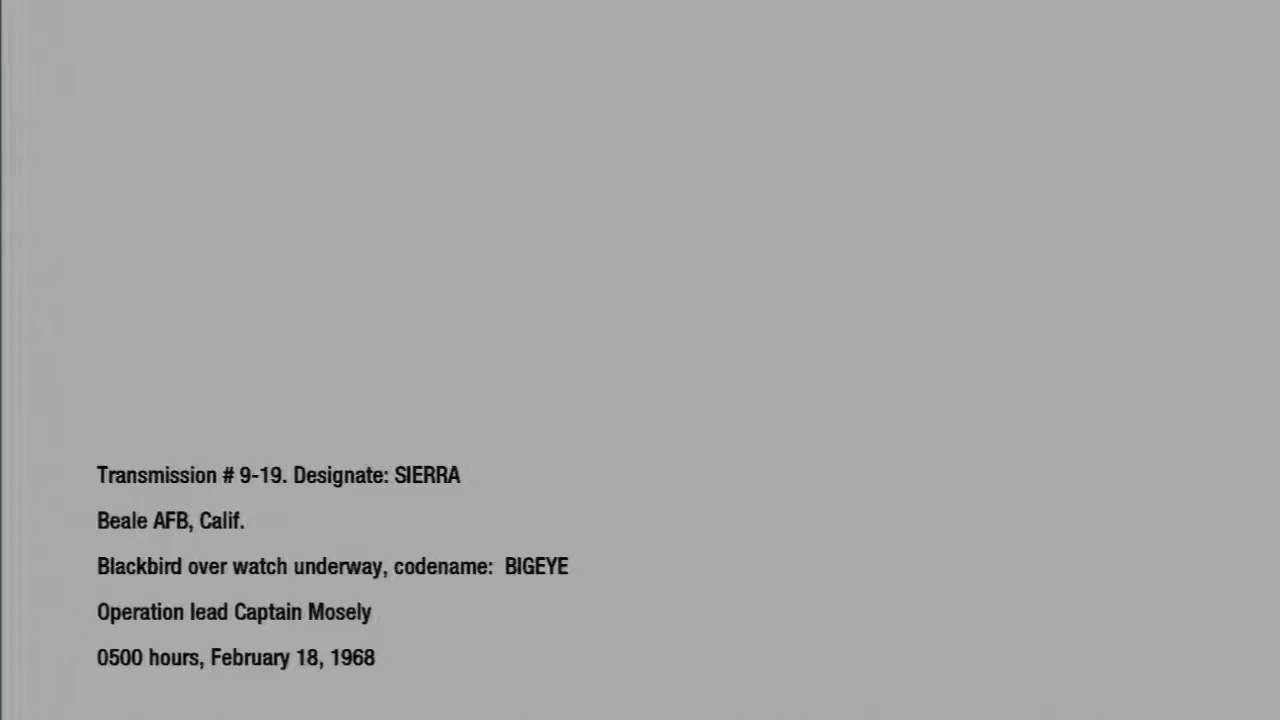 Transmission # 9-19. Designate: SIERRA
Beale AFB, Calif.
Blackbird over watch underway, codename:  BIGEYE
Operation lead Captain Mosely
0500 hours, February 18, 1968